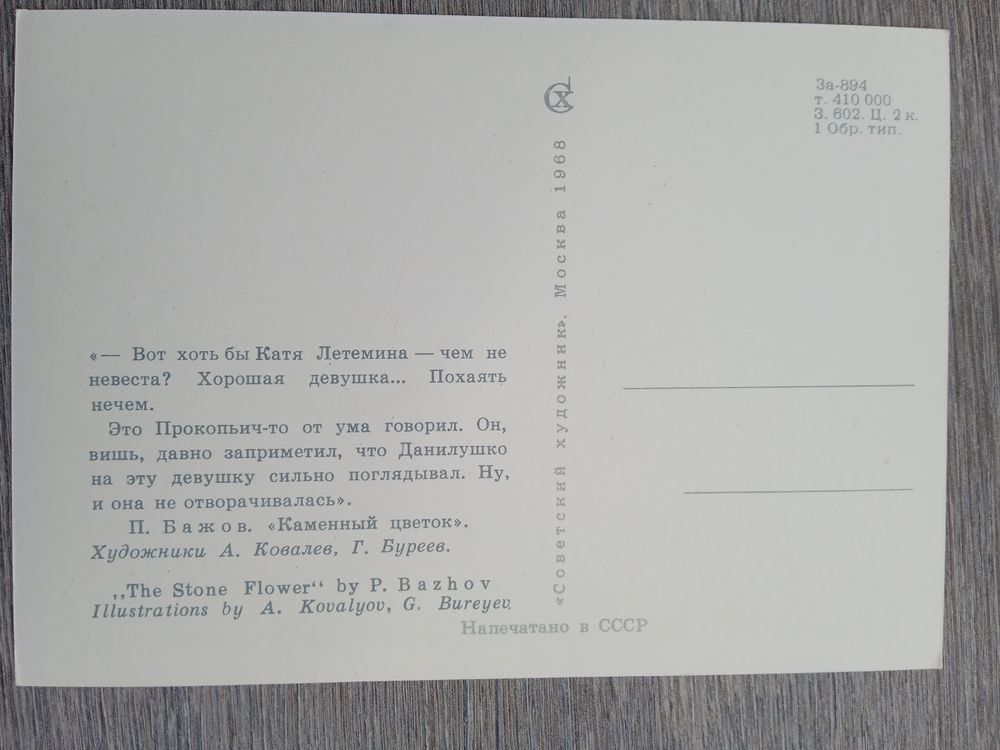 «— Вот хоть бы Катя Летемина — чем не
невеста? Хорошая девушка... Похаять
нечем.
Это Прокопьич-то от ума говорил. Он,
вишь, давно заприметил, что Данилушко
на эту девушку сильно поглядывал. Ну,
и она не отворачивалась».
П. Бажов. «Каменный цветок».
Художники А. Ковалев, Г. Буреев.
,,The Stone Flower“ by P. Bazhov
Illustrations by A. Kovalyov, G. Bureyev.
Напечатано в СССР
«Советский художник». Москва 1968
СХ
За-894
т. 410 000
З. 602. Ц. 2 к.
1 Обр. тип.